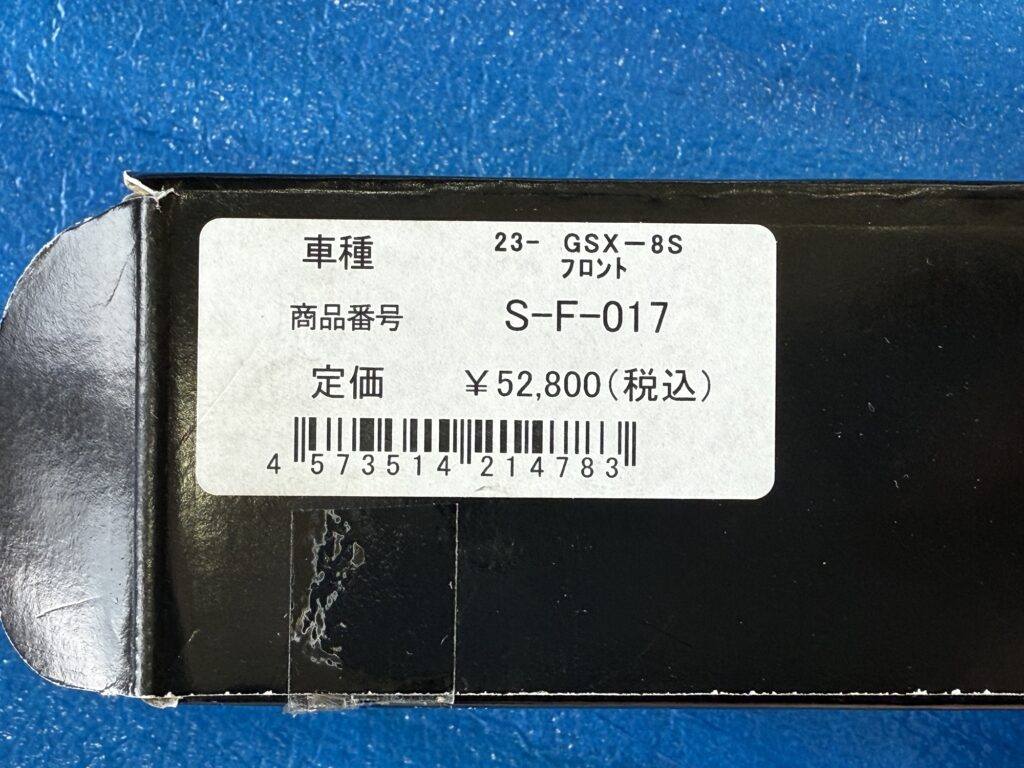 車種 23- GSX－8S
ﾌﾛﾝﾄ
商品番号 S-F-017
定価 ￥52,800(税込)
4 573514 214783